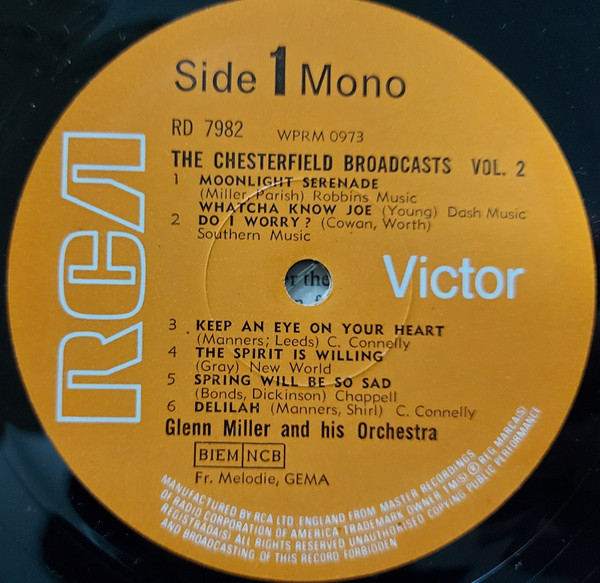 Side 1 Mono
RD 7982 WPRM 0973
THE CHESTERFIELD BROADCASTS VOL. 2
1 MOONLIGHT SERENADE
(Miller, Parish) Robbins Music
WHATCHA KNOW JOE (Young) Dash Music
2 DO I WORRY? (Cowan, Worth)
Southern Music
r the
RCA
Victor
3 KEEP AN EYE ON YOUR HEART
(Manners; Leeds) C. Connelly
4 THE SPIRIT IS WILLING
(Gray) New World
5 SPRING WILL BE SO SAD
(Bonds, Dickinson) Chappell
6 DELILAH (Manners, Shirl) C. Connelly
Glenn Miller and his Orchestra
BIEM NCB
Fr. Melodie, GEMA
MANUFACTURED BY RCA LTD. ENGLAND FROM MASTER RECORDINGS
OF RADIO CORPORATION OF AMERICA TRADEMARK OWNER TM(S) ® REG MARCA(S)
REGISTRADA(S) ALL RIGHTS RESERVED UNAUTHORISED COPYING PUBLIC PERFORMANCE
AND BROADCASTING OF THIS RECORD FORBIDDEN